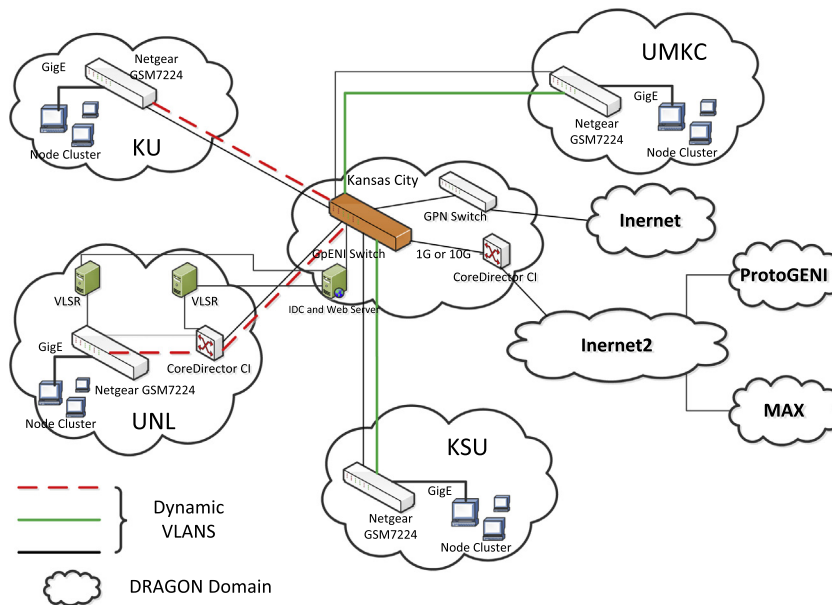 Netgear
GSM7224
GigE
Node Cluster
KU
UMKC
GigE
Netgear
GSM7224
Node Cluster
Kansas City
GPN Switch
GpENI Switch
1G or 10G
CoreDirector CI
IDC and Web Server
Inernet
ProtoGENI
Inernet2
MAX
VLSR
VLSR
GigE
CoreDirector CI
Netgear GSM7224
Node Cluster
UNL
KSU
GigE
Netgear
GSM7224
Node Cluster
Dynamic
VLANS
DRAGON Domain